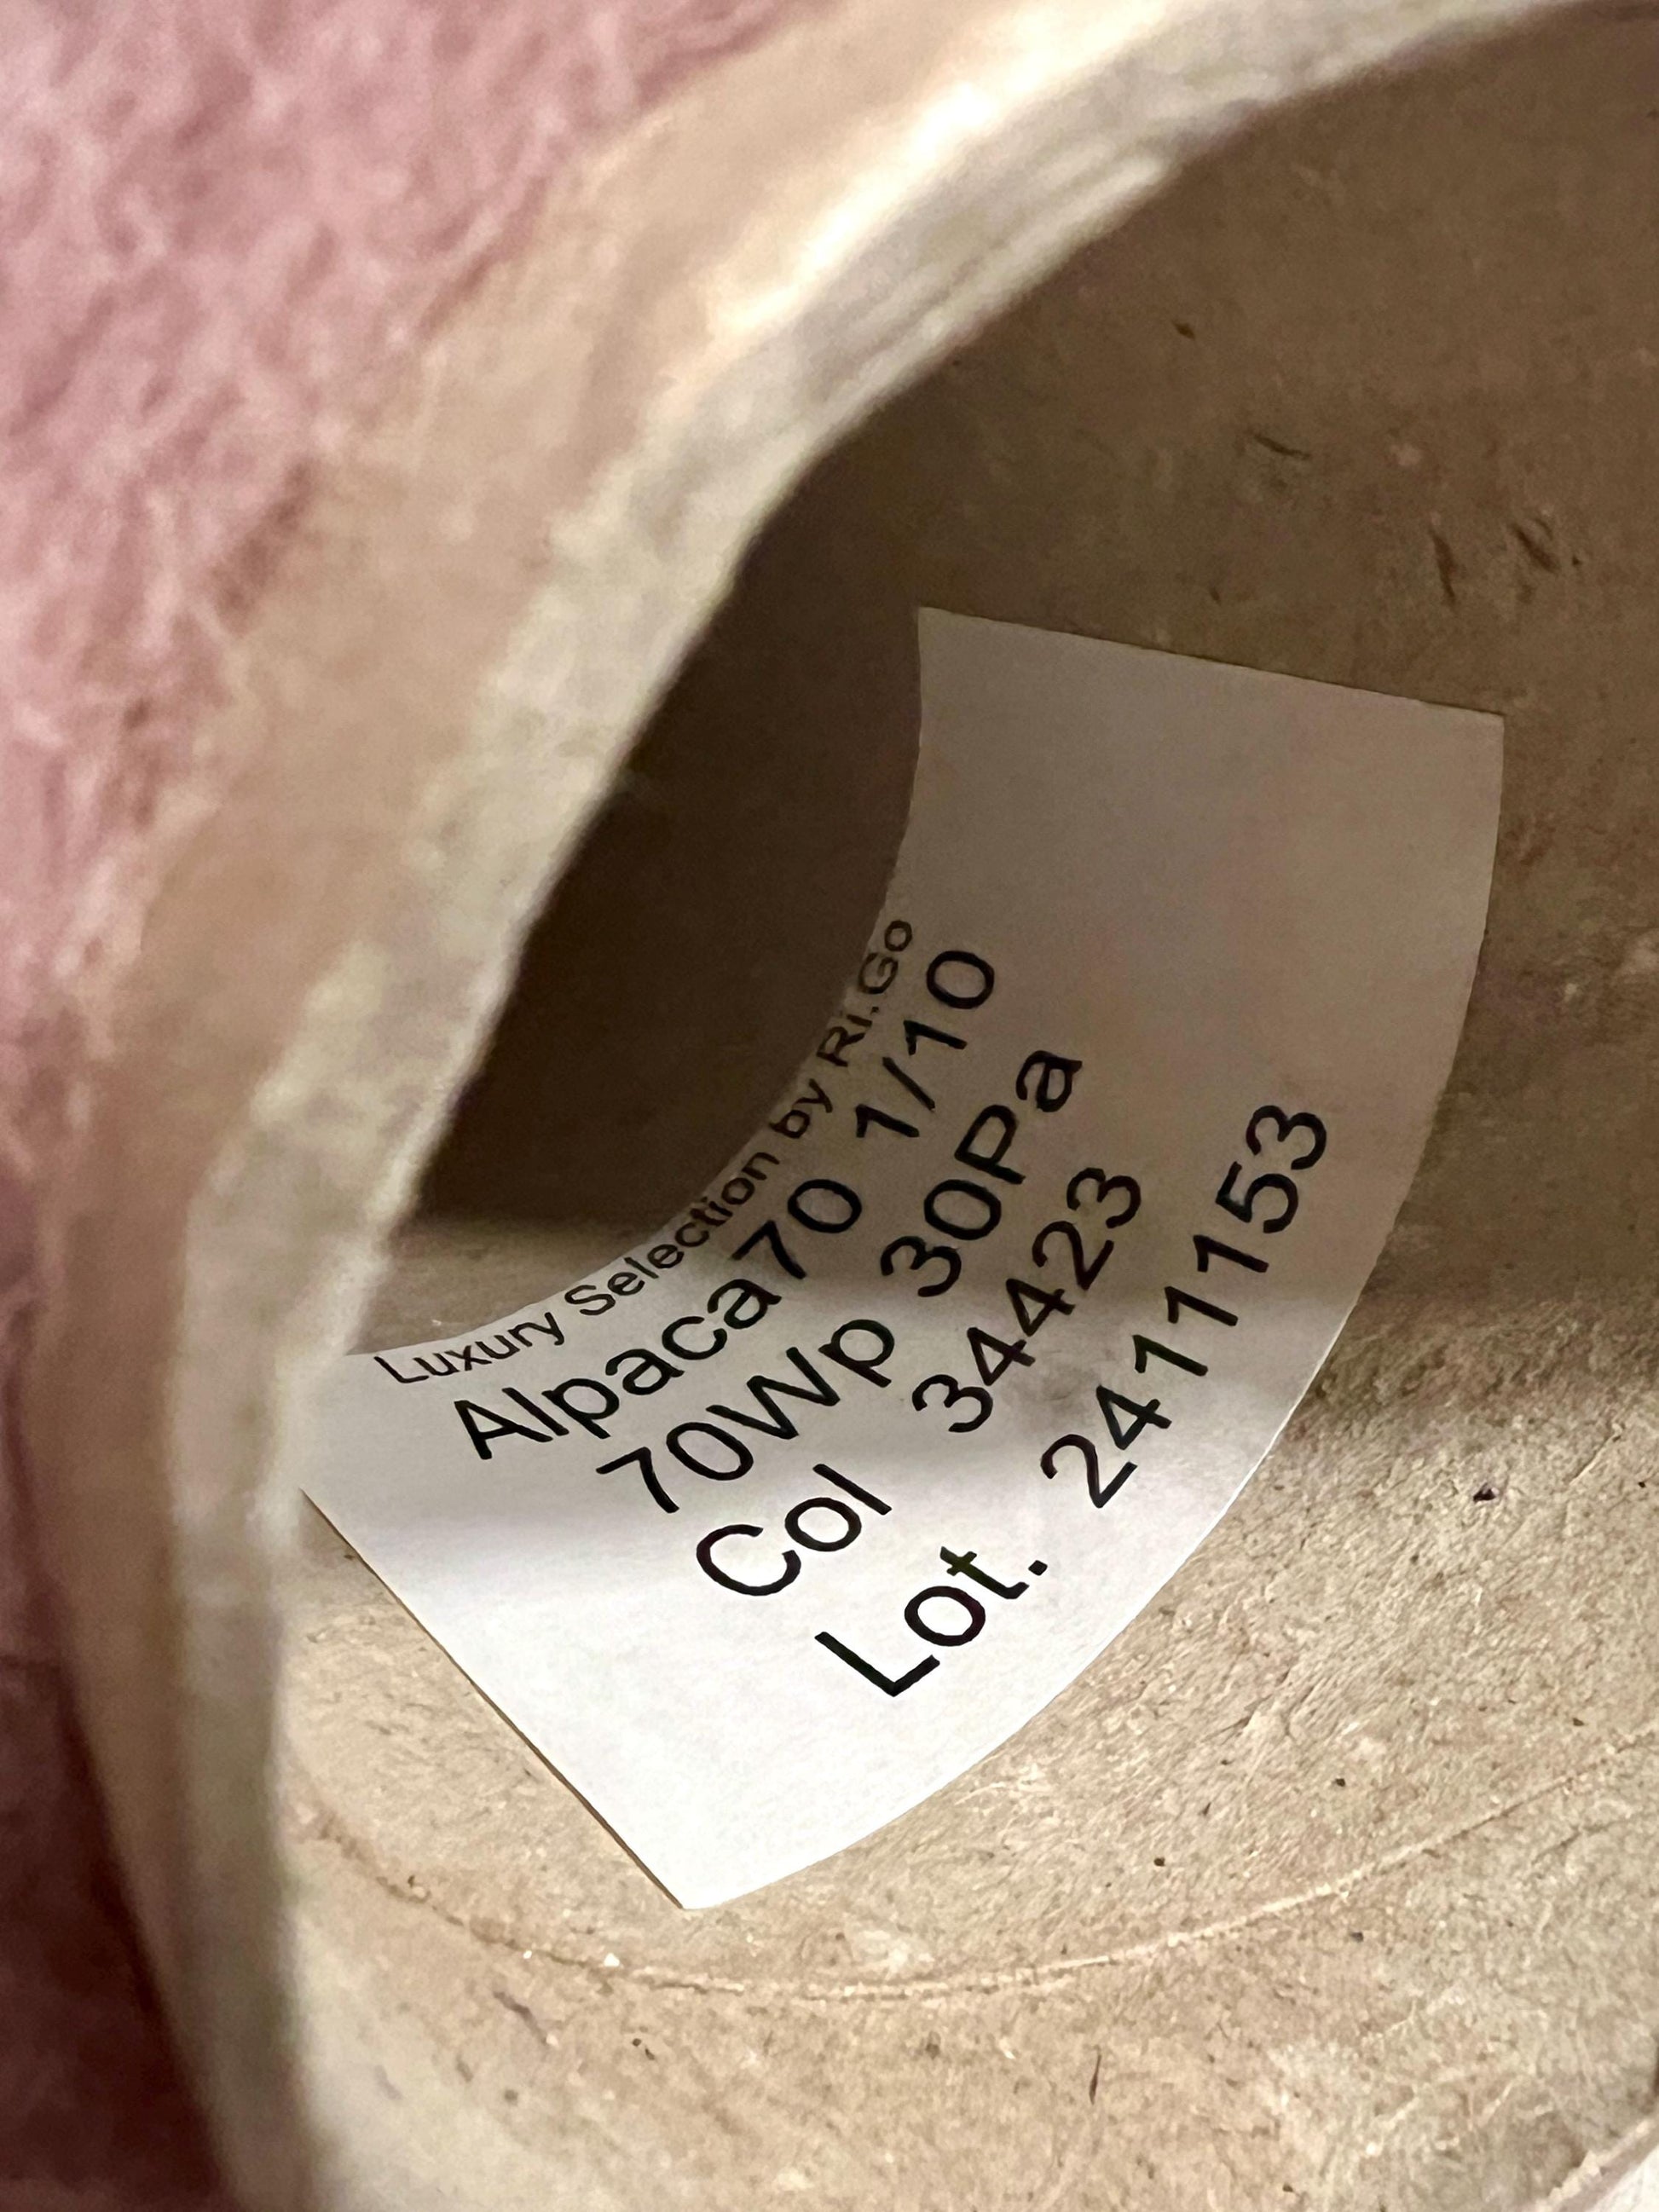 Luxury Selection by Ri.Go
Alpaca70 1/10
70Wp 30Pa
Col 34423
Lot. 2411153